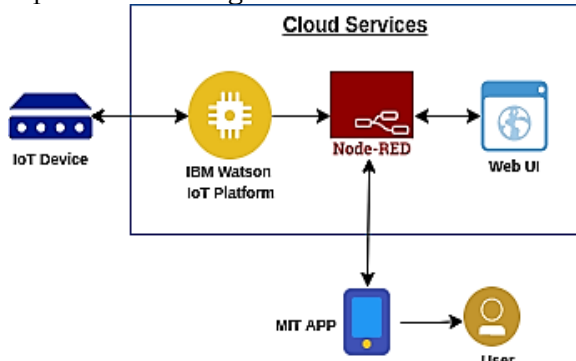 Cloud Services
IoT Device
IBM Watson
IoT Platform
Node-RED
Web UI
MIT APP
User